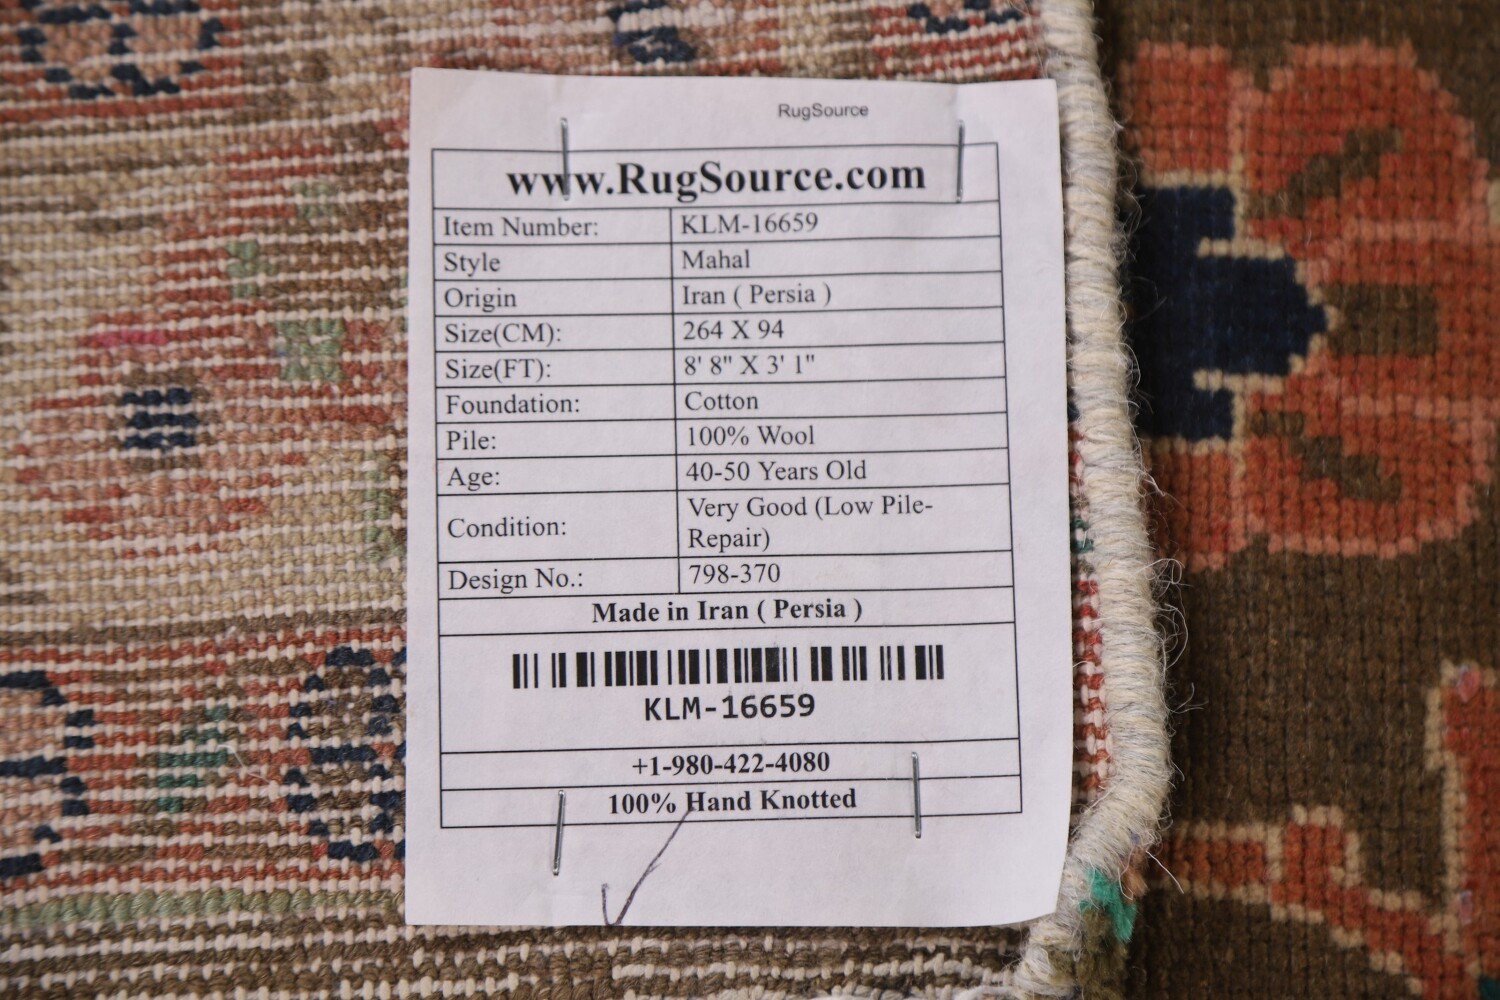 RugSource
www.RugSource.com
Item Number: KLM-16659
Style Mahal
Origin Iran ( Persia )
Size(CM): 264 X 94
Size(FT): 8' 8" X 3' 1"
Foundation: Cotton
Pile: 100% Wool
Age: 40-50 Years Old
Condition: Very Good (Low Pile-
Repair)
Design No.: 798-370
Made in Iran ( Persia )
KLM-16659
+1-980-422-4080
100% Hand Knotted